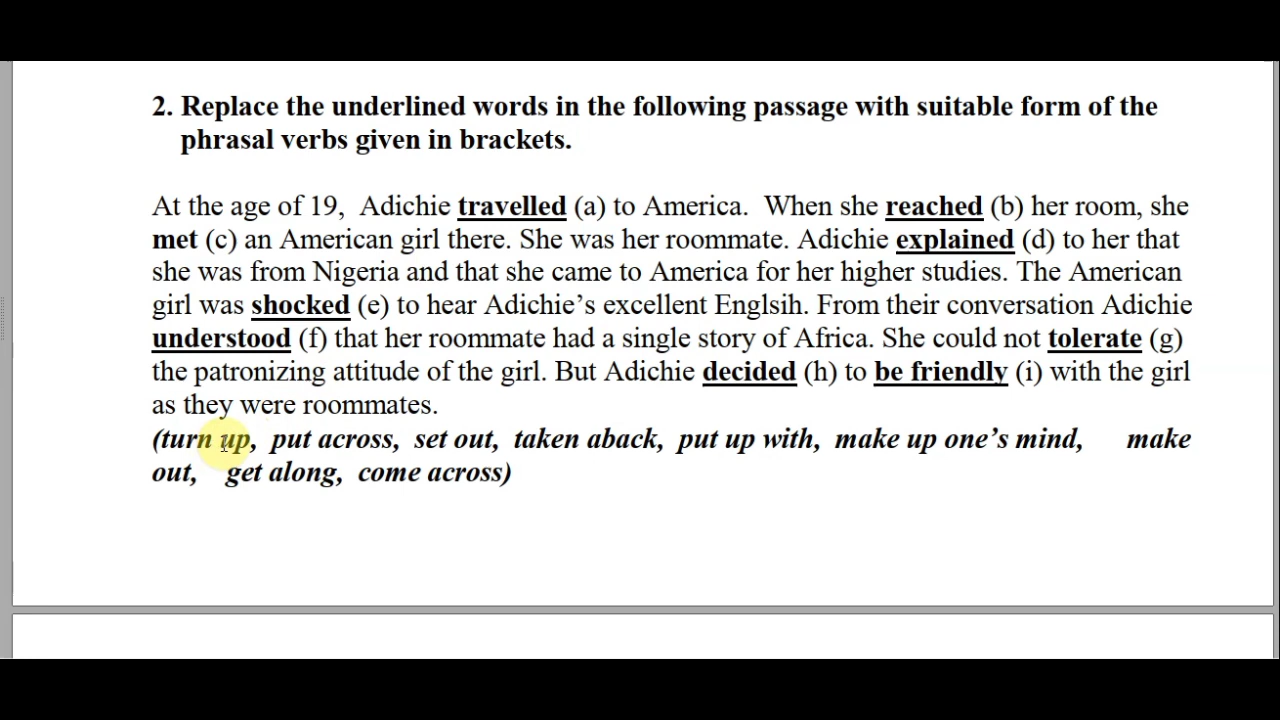 2. Replace the underlined words in the following passage with suitable form of the
phrasal verbs given in brackets.
At the age of 19, Adichie travelled (a) to America. When she reached (b) her room, she
met (c) an American girl there. She was her roommate. Adichie explained (d) to her that
she was from Nigeria and that she came to America for her higher studies. The American
girl was shocked (e) to hear Adichie’s excellent Englsih. From their conversation Adichie
understood (f) that her roommate had a single story of Africa. She could not tolerate (g)
the patronizing attitude of the girl. But Adichie decided (h) to be friendly (i) with the girl
as they were roommates.
(turn up, put across, set out, taken aback, put up with, make up one’s mind, make
out, get along, come across)